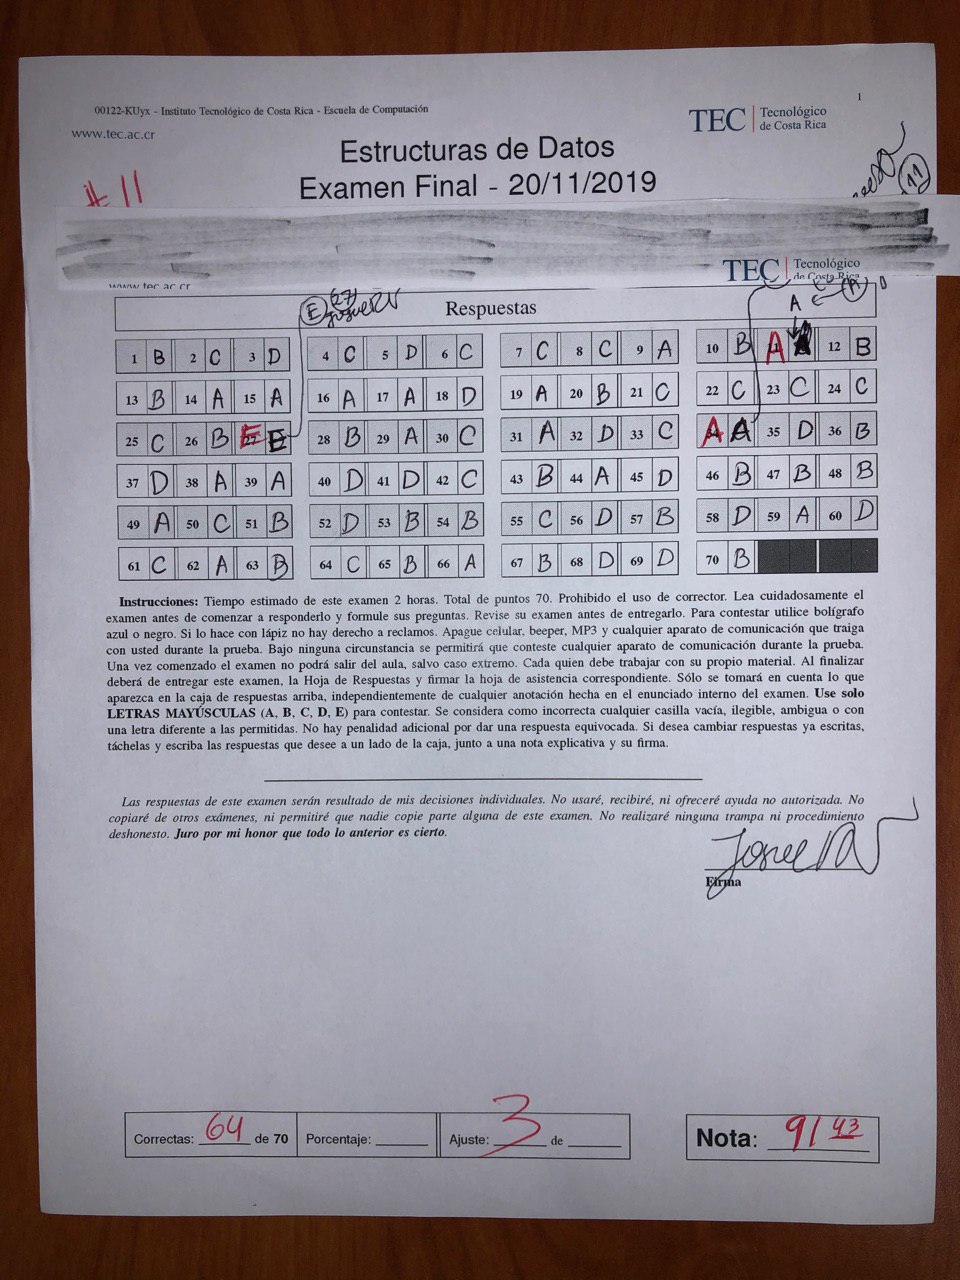 1
00122-KUyx - Instituto Tecnológico de Costa Rica - Escuela de Computación
www.tec.ac.cr
TEC | Tecnológico de Costa Rica
Estructuras de Datos
Examen Final - 20/11/2019
# 11
11
TEC | Tecnológico de Costa Rica
www.tec.ac.cr
Respuestas
E (27)
A
1 B 2 C 3 D 4 C 5 D 6 C 7 C 8 C 9 A 10 B 11 A 12 B
13 B 14 A 15 A 16 A 17 A 18 D 19 A 20 B 21 C 22 C 23 C 24 C
25 C 26 B 27 E E 28 B 29 A 30 C 31 A 32 D 33 C 34 A A 35 D 36 B
37 D 38 A 39 A 40 D 41 D 42 C 43 B 44 A 45 D 46 B 47 B 48 B
49 A 50 C 51 B 52 D 53 B 54 B 55 C 56 D 57 B 58 D 59 A 60 D
61 C 62 A 63 B 64 C 65 B 66 A 67 B 68 D 69 D 70 B
Instrucciones: Tiempo estimado de este examen 2 horas. Total de puntos 70. Prohibido el uso de corrector. Lea cuidadosamente el
examen antes de comenzar a responderlo y formule sus preguntas. Revise su examen antes de entregarlo. Para contestar utilice bolígrafo
azul o negro. Si lo hace con lápiz no hay derecho a reclamos. Apague celular, beeper, MP3 y cualquier aparato de comunicación que traiga
con usted durante la prueba. Bajo ninguna circunstancia se permitirá que conteste cualquier aparato de comunicación durante la prueba.
Una vez comenzado el examen no podrá salir del aula, salvo caso extremo. Cada quien debe trabajar con su propio material. Al finalizar
deberá de entregar este examen, la Hoja de Respuestas y firmar la hoja de asistencia correspondiente. Sólo se tomará en cuenta lo que
aparezca en la caja de respuestas arriba, independientemente de cualquier anotación hecha en el enunciado interno del examen. Use solo
LETRAS MAYÚSCULAS (A, B, C, D, E) para contestar. Se considera como incorrecta cualquier casilla vacía, ilegible, ambigua o con
una letra diferente a las permitidas. No hay penalidad adicional por dar una respuesta equivocada. Si desea cambiar respuestas ya escritas,
táchelas y escriba las respuestas que desee a un lado de la caja, junto a una nota explicativa y su firma.
Las respuestas de este examen serán resultado de mis decisiones individuales. No usaré, recibiré, ni ofreceré ayuda no autorizada. No
copiaré de otros exámenes, ni permitiré que nadie copie parte alguna de este examen. No realizaré ninguna trampa ni procedimiento
deshonesto. Juro por mi honor que todo lo anterior es cierto.
Firma
Correctas: 64 de 70 Porcentaje: Ajuste: 3 de Nota: 91 43